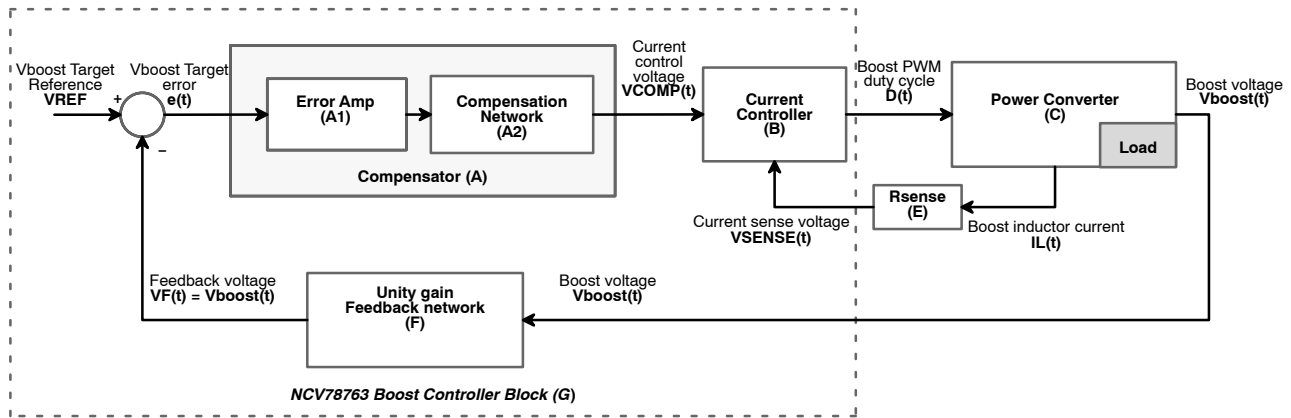 Vboost Target
Reference
VREF
+
–
Vboost Target
error
e(t)
Error Amp
(A1)
Compensation
Network
(A2)
Compensator (A)
Current
control
voltage
VCOMP(t)
Current
Controller
(B)
Boost PWM
duty cycle
D(t)
Power Converter
(C)
Load
Boost voltage
Vboost(t)
Rsense
(E)
Current sense voltage
VSENSE(t)
Boost inductor current
IL(t)
Feedback voltage
VF(t) = Vboost(t)
Unity gain
Feedback network
(F)
Boost voltage
Vboost(t)
NCV78763 Boost Controller Block (G)